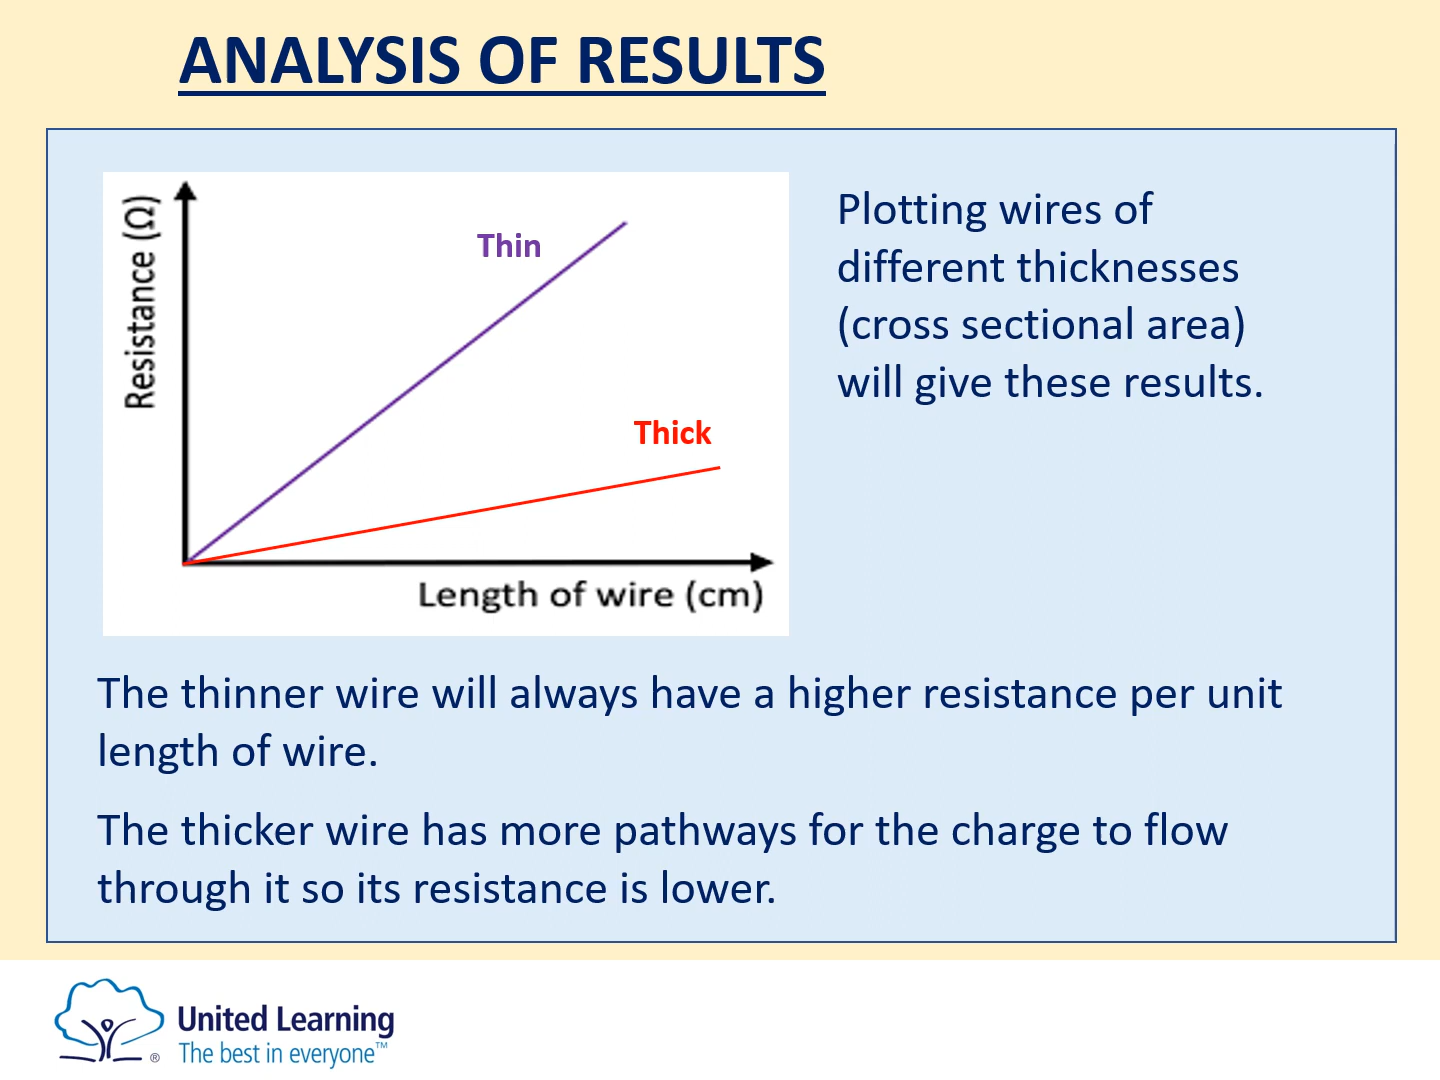 ANALYSIS OF RESULTS
Resistance (Ω)
Thin
Thick
Length of wire (cm)
Plotting wires of
different thicknesses
(cross sectional area)
will give these results.
The thinner wire will always have a higher resistance per unit
length of wire.
The thicker wire has more pathways for the charge to flow
through it so its resistance is lower.
United Learning
The best in everyone™
®